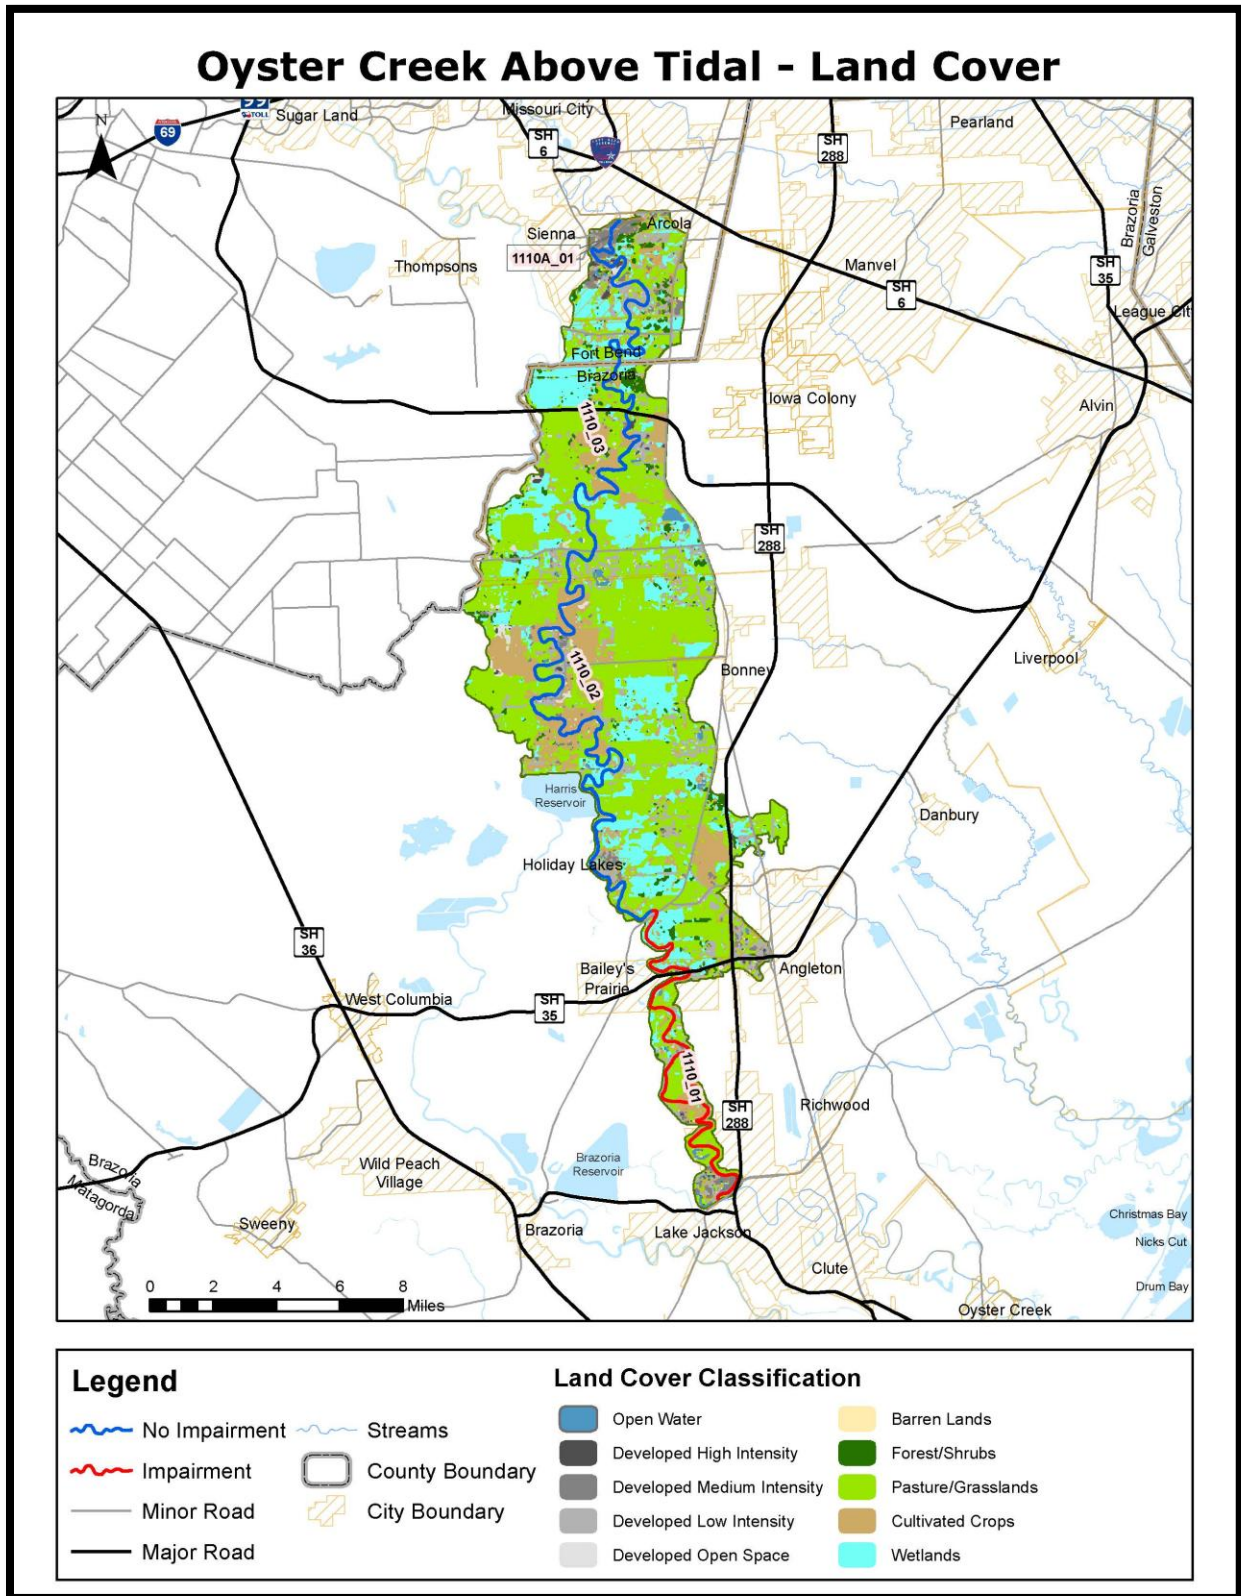 Oyster Creek Above Tidal - Land Cover
N
69
99
TOLL
Sugar Land
Missouri City
SH
6
SH
288
Pearland
Brazoria
Galveston
Sienna
Arcola
1110A_01
Thompsons
Manvel
SH
6
SH
35
League Cit
Fort Bend
Brazoria
1110_03
Iowa Colony
Alvin
SH
288
1110_02
Bonney
Liverpool
Harris
Reservoir
Danbury
Holiday Lakes
SH
36
Bailey's
Prairie
Angleton
West Columbia
SH
35
1110_01
SH
288
Richwood
Brazoria
Matagorda
Wild Peach
Village
Brazoria
Reservoir
Sweeny
Brazoria
Lake Jackson
Christmas Bay
Nicks Cut
Clute
Drum Bay
Oyster Creek
0 2 4 6 8
Miles
Legend
No Impairment
Streams
Impairment
County Boundary
Minor Road
City Boundary
Major Road
Land Cover Classification
Open Water
Developed High Intensity
Developed Medium Intensity
Developed Low Intensity
Developed Open Space
Barren Lands
Forest/Shrubs
Pasture/Grasslands
Cultivated Crops
Wetlands